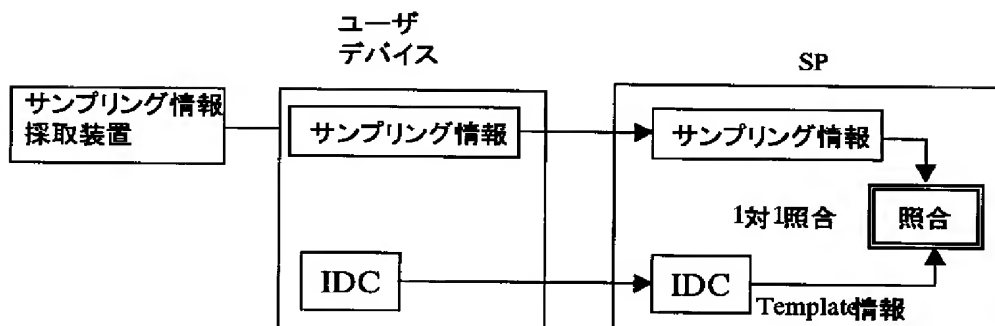 ユーザ
デバイス
SP
サンプリング情報
採取装置
サンプリング情報
サンプリング情報
1対1照合
照合
IDC
IDC
Template情報